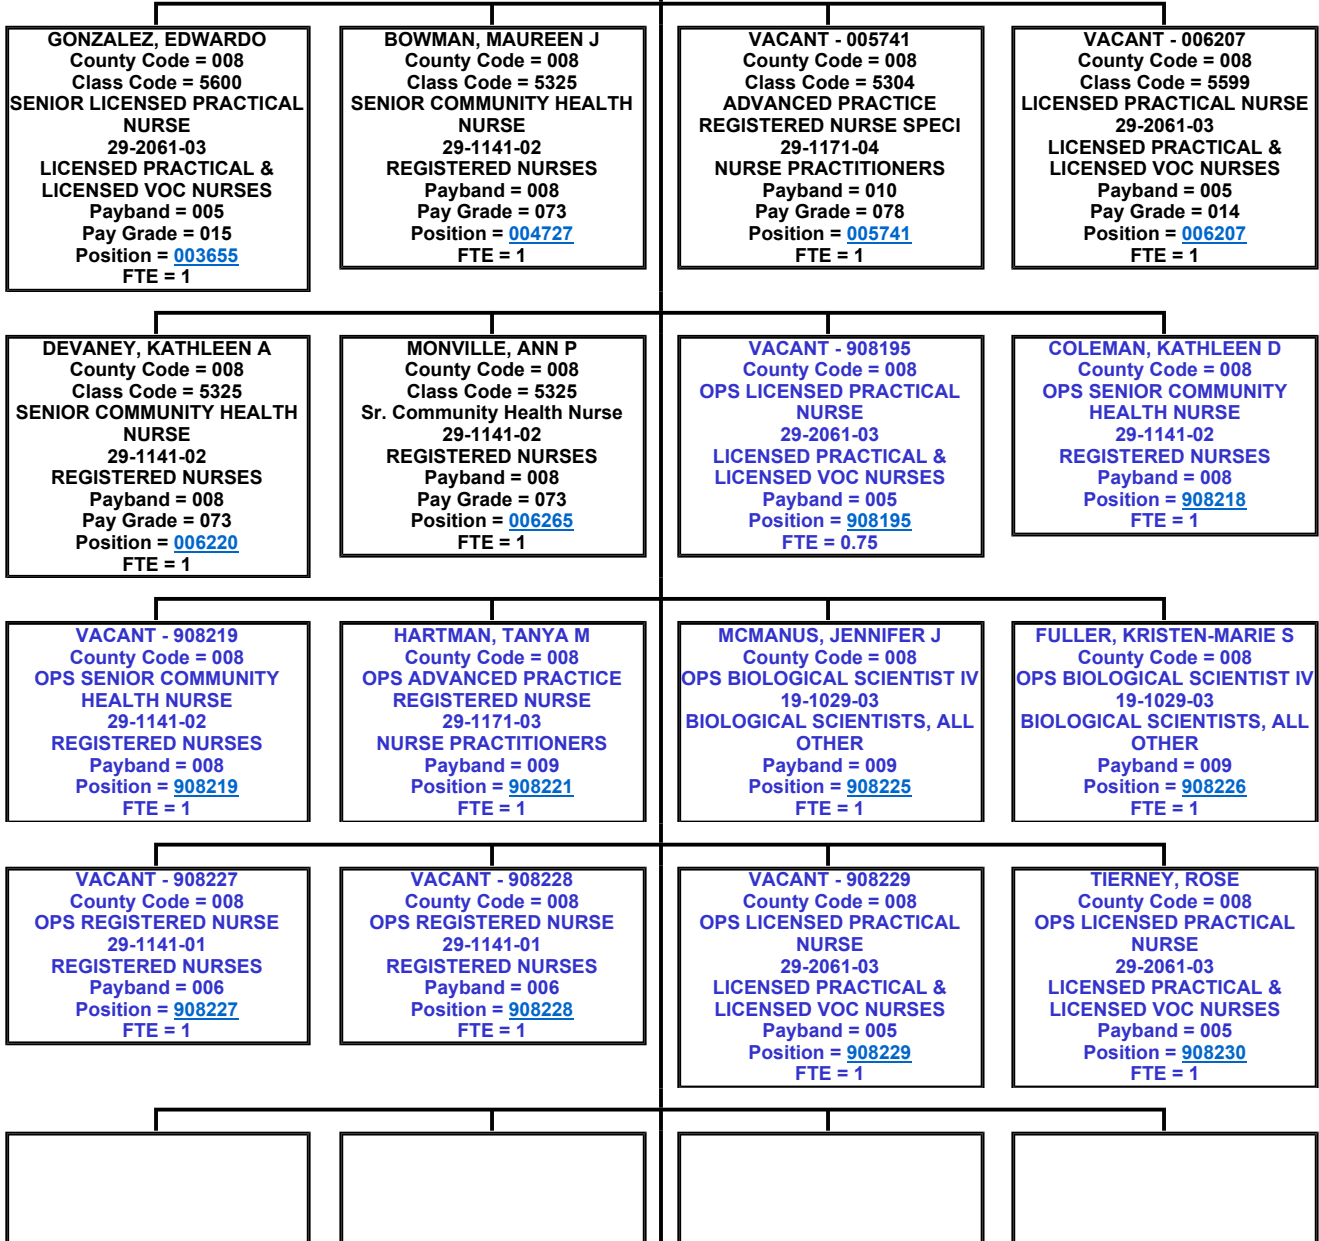 GONZALEZ, EDWARDO
County Code = 008
Class Code = 5600
SENIOR LICENSED PRACTICAL
NURSE
29-2061-03
LICENSED PRACTICAL &
LICENSED VOC NURSES
Payband = 005
Pay Grade = 015
Position = 003655
FTE = 1
BOWMAN, MAUREEN J
County Code = 008
Class Code = 5325
SENIOR COMMUNITY HEALTH
NURSE
29-1141-02
REGISTERED NURSES
Payband = 008
Pay Grade = 073
Position = 004727
FTE = 1
VACANT - 005741
County Code = 008
Class Code = 5304
ADVANCED PRACTICE
REGISTERED NURSE SPECI
29-1171-04
NURSE PRACTITIONERS
Payband = 010
Pay Grade = 078
Position = 005741
FTE = 1
VACANT - 006207
County Code = 008
Class Code = 5599
LICENSED PRACTICAL NURSE
29-2061-03
LICENSED PRACTICAL &
LICENSED VOC NURSES
Payband = 005
Pay Grade = 014
Position = 006207
FTE = 1
DEVANEY, KATHLEEN A
County Code = 008
Class Code = 5325
SENIOR COMMUNITY HEALTH
NURSE
29-1141-02
REGISTERED NURSES
Payband = 008
Pay Grade = 073
Position = 006220
FTE = 1
MONVILLE, ANN P
County Code = 008
Class Code = 5325
Sr. Community Health Nurse
29-1141-02
REGISTERED NURSES
Payband = 008
Pay Grade = 073
Position = 006265
FTE = 1
VACANT - 908195
County Code = 008
OPS LICENSED PRACTICAL
NURSE
29-2061-03
LICENSED PRACTICAL &
LICENSED VOC NURSES
Payband = 005
Position = 908195
FTE = 0.75
COLEMAN, KATHLEEN D
County Code = 008
OPS SENIOR COMMUNITY
HEALTH NURSE
29-1141-02
REGISTERED NURSES
Payband = 008
Position = 908218
FTE = 1
VACANT - 908219
County Code = 008
OPS SENIOR COMMUNITY
HEALTH NURSE
29-1141-02
REGISTERED NURSES
Payband = 008
Position = 908219
FTE = 1
HARTMAN, TANYA M
County Code = 008
OPS ADVANCED PRACTICE
REGISTERED NURSE
29-1171-03
NURSE PRACTITIONERS
Payband = 009
Position = 908221
FTE = 1
MCMANUS, JENNIFER J
County Code = 008
OPS BIOLOGICAL SCIENTIST IV
19-1029-03
BIOLOGICAL SCIENTISTS, ALL
OTHER
Payband = 009
Position = 908225
FTE = 1
FULLER, KRISTEN-MARIE S
County Code = 008
OPS BIOLOGICAL SCIENTIST IV
19-1029-03
BIOLOGICAL SCIENTISTS, ALL
OTHER
Payband = 009
Position = 908226
FTE = 1
VACANT - 908227
County Code = 008
OPS REGISTERED NURSE
29-1141-01
REGISTERED NURSES
Payband = 006
Position = 908227
FTE = 1
VACANT - 908228
County Code = 008
OPS REGISTERED NURSE
29-1141-01
REGISTERED NURSES
Payband = 006
Position = 908228
FTE = 1
VACANT - 908229
County Code = 008
OPS LICENSED PRACTICAL
NURSE
29-2061-03
LICENSED PRACTICAL &
LICENSED VOC NURSES
Payband = 005
Position = 908229
FTE = 1
TIERNEY, ROSE
County Code = 008
OPS LICENSED PRACTICAL
NURSE
29-2061-03
LICENSED PRACTICAL &
LICENSED VOC NURSES
Payband = 005
Position = 908230
FTE = 1